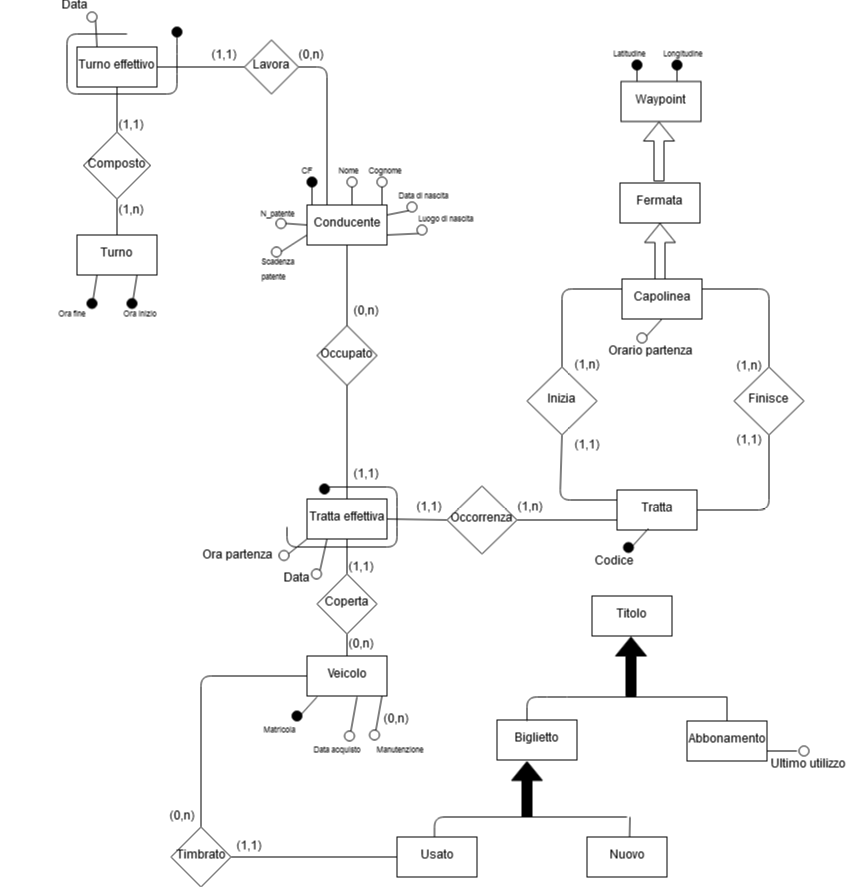 Data
Turno effettivo
(1,1)
Lavora
(0,n)
Latitudine
Longitudine
Waypoint
(1,1)
Composto
(1,n)
Turno
Ora fine
Ora inizio
CF
Nome
Cognome
Data di nascita
N_patente
Conducente
Luogo di nascita
Scadenza
patente
Fermata
Capolinea
Orario partenza
(0,n)
Occupato
(1,n)
(1,n)
Inizia
Finisce
(1,1)
(1,1)
(1,1)
Tratta effettiva
(1,1)
Occorrenza
(1,n)
Tratta
Codice
Ora partenza
Data
(1,1)
Coperta
(0,n)
Veicolo
Matricola
(0,n)
Data acquisto
Manutenzione
Titolo
Biglietto
Abbonamento
Ultimo utilizzo
(0,n)
Timbrato
(1,1)
Usato
Nuovo